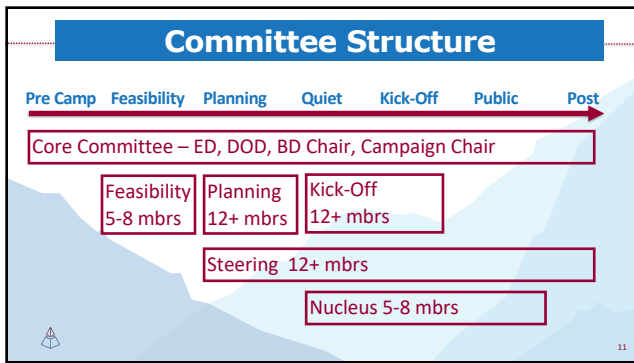 Committee Structure
Pre Camp Feasibility Planning Quiet Kick-Off Public Post
Core Committee – ED, DOD, BD Chair, Campaign Chair
Feasibility
5-8 mbrs
Planning
12+ mbrs
Kick-Off
12+ mbrs
Steering 12+ mbrs
Nucleus 5-8 mbrs
11